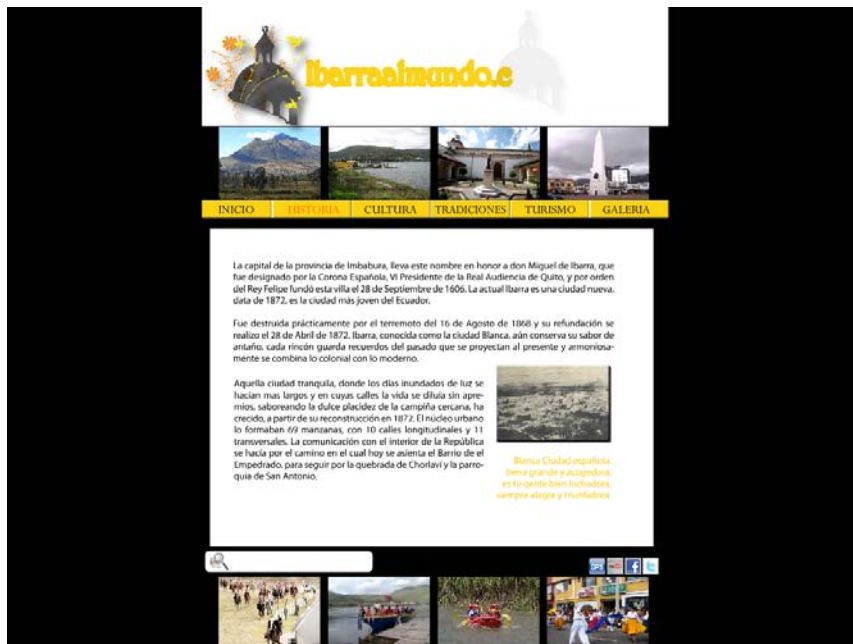 Ibarraalmundo.e
INICIO HISTORIA CULTURA TRADICIONES TURISMO GALERIA
La capital de la provincia de Imbabura, lleva este nombre en honor a don Miguel de Ibarra, que
fue designado por la Corona Española, VI Presidente de la Real Audiencia de Quito, y por orden
del Rey Felipe fundó esta villa el 28 de Septiembre de 1606. La actual Ibarra es una ciudad nueva,
data de 1872, es la ciudad más joven del Ecuador.
Fue destruida prácticamente por el terremoto del 16 de Agosto de 1868 y su refundación se
realizo el 28 de Abril de 1872. Ibarra, conocida como la ciudad Blanca, aún conserva su sabor de
antaño, cada rincón guarda recuerdos del pasado que se proyectan al presente y armoniosa-
mente se combina lo colonial con lo moderno.
Aquella ciudad tranquila, donde los días inundados de luz se
hacían mas largos y en cuyas calles la vida se diluía sin apre-
mios, saboreando la dulce placidez de la campiña cercana, ha
crecido, a partir de su reconstrucción en 1872. El núcleo urbano
lo formaban 69 manzanas, con 10 calles longitudinales y 11
transversales. La comunicación con el interior de la República
se hacía por el camino en el cual hoy se asienta el Barrio de el
Empedrado, para seguir por la quebrada de Chorlaví y la parro-
quia de San Antonio.
Blanca Ciudad española,
tierra grande y acogedora,
es tu gente bien luchadora,
siempre alegre y triunfadora.